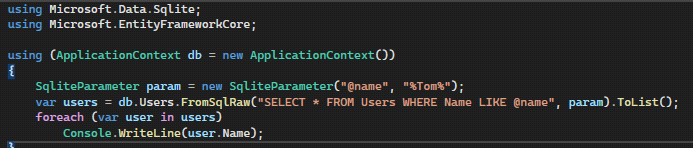 using Microsoft.Data.Sqlite;
using Microsoft.EntityFrameworkCore;
using (ApplicationContext db = new ApplicationContext())
{
SqliteParameter param = new SqliteParameter("@name", "%Tom%");
var users = db.Users.FromSqlRaw("SELECT * FROM Users WHERE Name LIKE @name", param).ToList();
foreach (var user in users)
Console.WriteLine(user.Name);
}